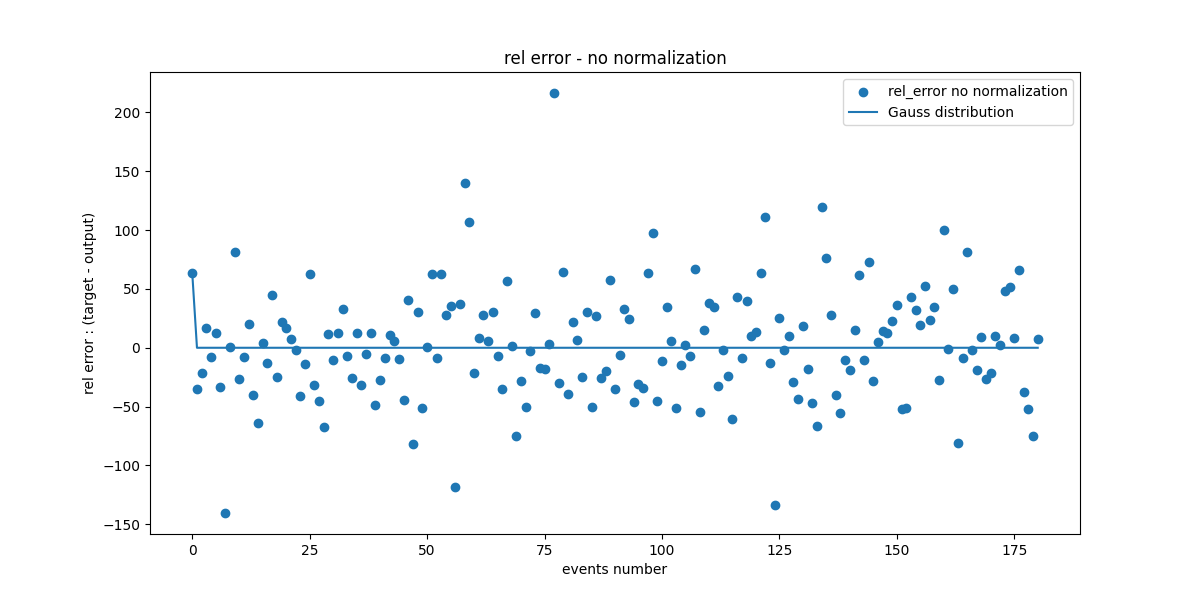 rel error - no normalization
rel_error no normalization
Gauss distribution
rel error : (target - output)
200
150
100
50
0
−50
−100
−150
0 25 50 75 100 125 150 175
events number